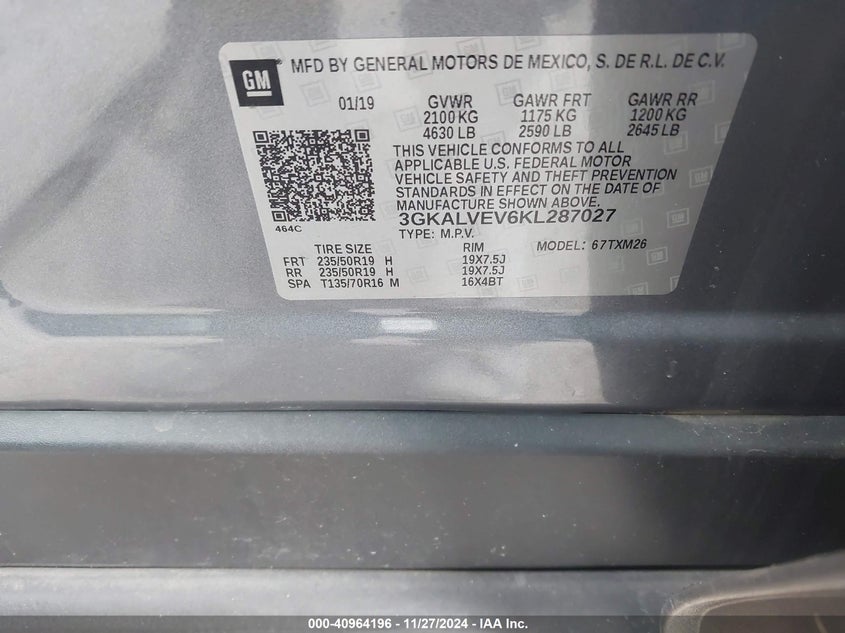 GM
MFD BY GENERAL MOTORS DE MEXICO, S. DE R.L. DE C.V.
01/19 GVWR GAWR FRT GAWR RR
2100 KG 1175 KG 1200 KG
4630 LB 2590 LB 2645 LB
THIS VEHICLE CONFORMS TO ALL
APPLICABLE U.S. FEDERAL MOTOR
VEHICLE SAFETY AND THEFT PREVENTION
STANDARDS IN EFFECT ON THE DATE OF
MANUFACTURE SHOWN ABOVE.
464C
3GKALVEV6KL287027
TYPE: M.P.V. MODEL: 67TXM26
TIRE SIZE RIM
FRT 235/50R19 H 19X7.5J
RR 235/50R19 H 19X7.5J
SPA T135/70R16 M 16X4BT
000-40964196 - 11/27/2024 - IAA Inc.